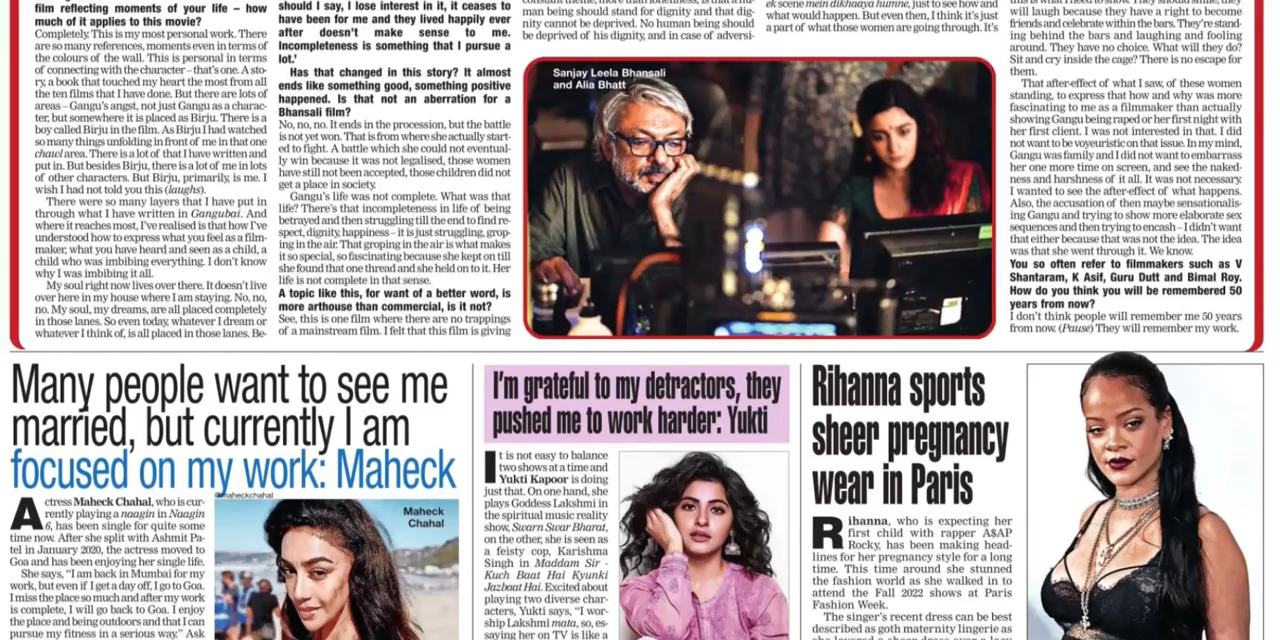 film reflecting moments of your life – how
much of it applies to this movie?
Completely. This is my most personal work. There
are so many references, moments even in terms of
the colours of the wall. This is personal in terms
of connecting with the character – that's one. A sto-
ry, a book that touched my heart the most from all
the ten films that I have done. But there are lots of
areas – Gangu's angst, not just Gangu as a charac-
ter, but somewhere it is placed as Birju. There is a
boy called Birju in the film. As Birju I had watched
so many things unfolding in front of me in that one
chawl area. There is a lot of that I have written and
put in. But besides Birju, there is a lot of me in lots
of other characters. But Birju, primarily, is me. I
wish I had not told you this (laughs).
There were so many layers that I have put in
through what I have written in Gangubai. And
where it reaches most, I've realised is that how I've
understood how to express what you feel as a film-
maker, what you have heard and seen as a child, a
child who was imbibing everything. I don't know
why I was imbibing it all.
My soul right now lives over there. It doesn't live
over here in my house where I am staying. No, no,
no. My soul, my dreams, are all placed completely
in those lanes. So even today, whatever I dream or
whatever I think of, is all placed in those lanes. Be-
should I say, I lose interest in it, it ceases to
have been for me and they lived happily ever
after doesn't make sense to me.
Incompleteness is something that I pursue a
lot.'
Has that changed in this story? It almost
ends like something good, something positive
happened. Is that not an aberration for a
Bhansali film?
No, no, no. It ends in the procession, but the battle
is not yet won. That is from where she actually start-
ed to fight. A battle which she could not eventual-
ly win because it was not legalised, those women
have still not been accepted, those children did not
get a place in society.
Gangu's life was not complete. What was that
life? There's that incompleteness in life of being
betrayed and then struggling till the end to find re-
spect, dignity, happiness – it is just struggling, grop-
ing in the air. That groping in the air is what makes
it so special, so fascinating because she kept on till
she found that one thread and she held on to it. Her
life is not complete in that sense.
A topic like this, for want of a better word, is
more arthouse than commercial, is it not?
See, this is one film where there are no trappings
of a mainstream film. I felt that this film is giving
man being should stand for dignity and that dig-
nity cannot be deprived. No human being should
be deprived of his dignity, and in case of adversi-
ek scene mein dikhaaya humne, just to see how and
what would happen. But even then, I think it's just
a part of what those women are going through. It's
Sanjay Leela Bhansali
and Alia Bhatt
will laugh because they have a right to become
friends and celebrate within the bars. They're stand-
ing behind the bars and laughing and fooling
around. They have no choice. What will they do?
Sit and cry inside the cage? There is no escape for
them.
That after-effect of what I saw, of these women
standing, to express that how and why was more
fascinating to me as a filmmaker than actually
showing Gangu being raped or her first night with
her first client. I was not interested in that. I did
not want to be voyeuristic on that issue. In my mind,
Gangu was family and I did not want to embarrass
her one more time on screen, and see the naked-
ness and harshness of it all. It was not necessary.
I wanted to see the after-effect of what happens.
Also, the accusation of then maybe sensationalis-
ing Gangu and trying to show more elaborate sex
sequences and then trying to encash – I didn't want
that either because that was not the idea. The idea
was that she went through it. We know.
You so often refer to filmmakers such as V
Shantaram, K Asif, Guru Dutt and Bimal Roy.
How do you think you will be remembered 50
years from now?
I don't think people will remember me 50 years
from now. (Pause) They will remember my work.
Many people want to see me
married, but currently I am
focused on my work: Maheck
@maheckchahal
Actress Maheck Chahal, who is cur-
rently playing a naagin in Naagin
6, has been single for quite some
time now. After she split with Ashmit Pa-
tel in January 2020, the actress moved to
Goa and has been enjoying her single life.
She says, "I am back in Mumbai for my
work, but even if I get a day off, I go to Goa.
I miss the place so much and after my work
is complete, I will go back to Goa. I enjoy
the place and being outdoors and that I can
pursue my fitness in a serious way." Ask
Maheck
Chahal
I'm grateful to my detractors, they
pushed me to work harder: Yukti
It is not easy to balance
two shows at a time and
Yukti Kapoor is doing
just that. On one hand, she
plays Goddess Lakshmi in
the spiritual music reality
show, Swarn Swar Bharat,
on the other, she is seen as
a feisty cop, Karishma
Singh in Maddam Sir -
Kuch Baat Hai Kyunki
Jazbaat Hai. Excited about
playing two diverse char-
acters, Yukti says, "I wor-
ship Lakshmi mata, so, es-
saying her on TV is like a
Rihanna sports
sheer pregnancy
wear in Paris
Rihanna, who is expecting her
first child with rapper A$AP
Rocky, has been making head-
lines for her pregnancy style for a long
time. This time around she stunned
the fashion world as she walked in to
attend the Fall 2022 shows at Paris
Fashion Week.
The singer's recent dress can be best
described as goth maternity lingerie as